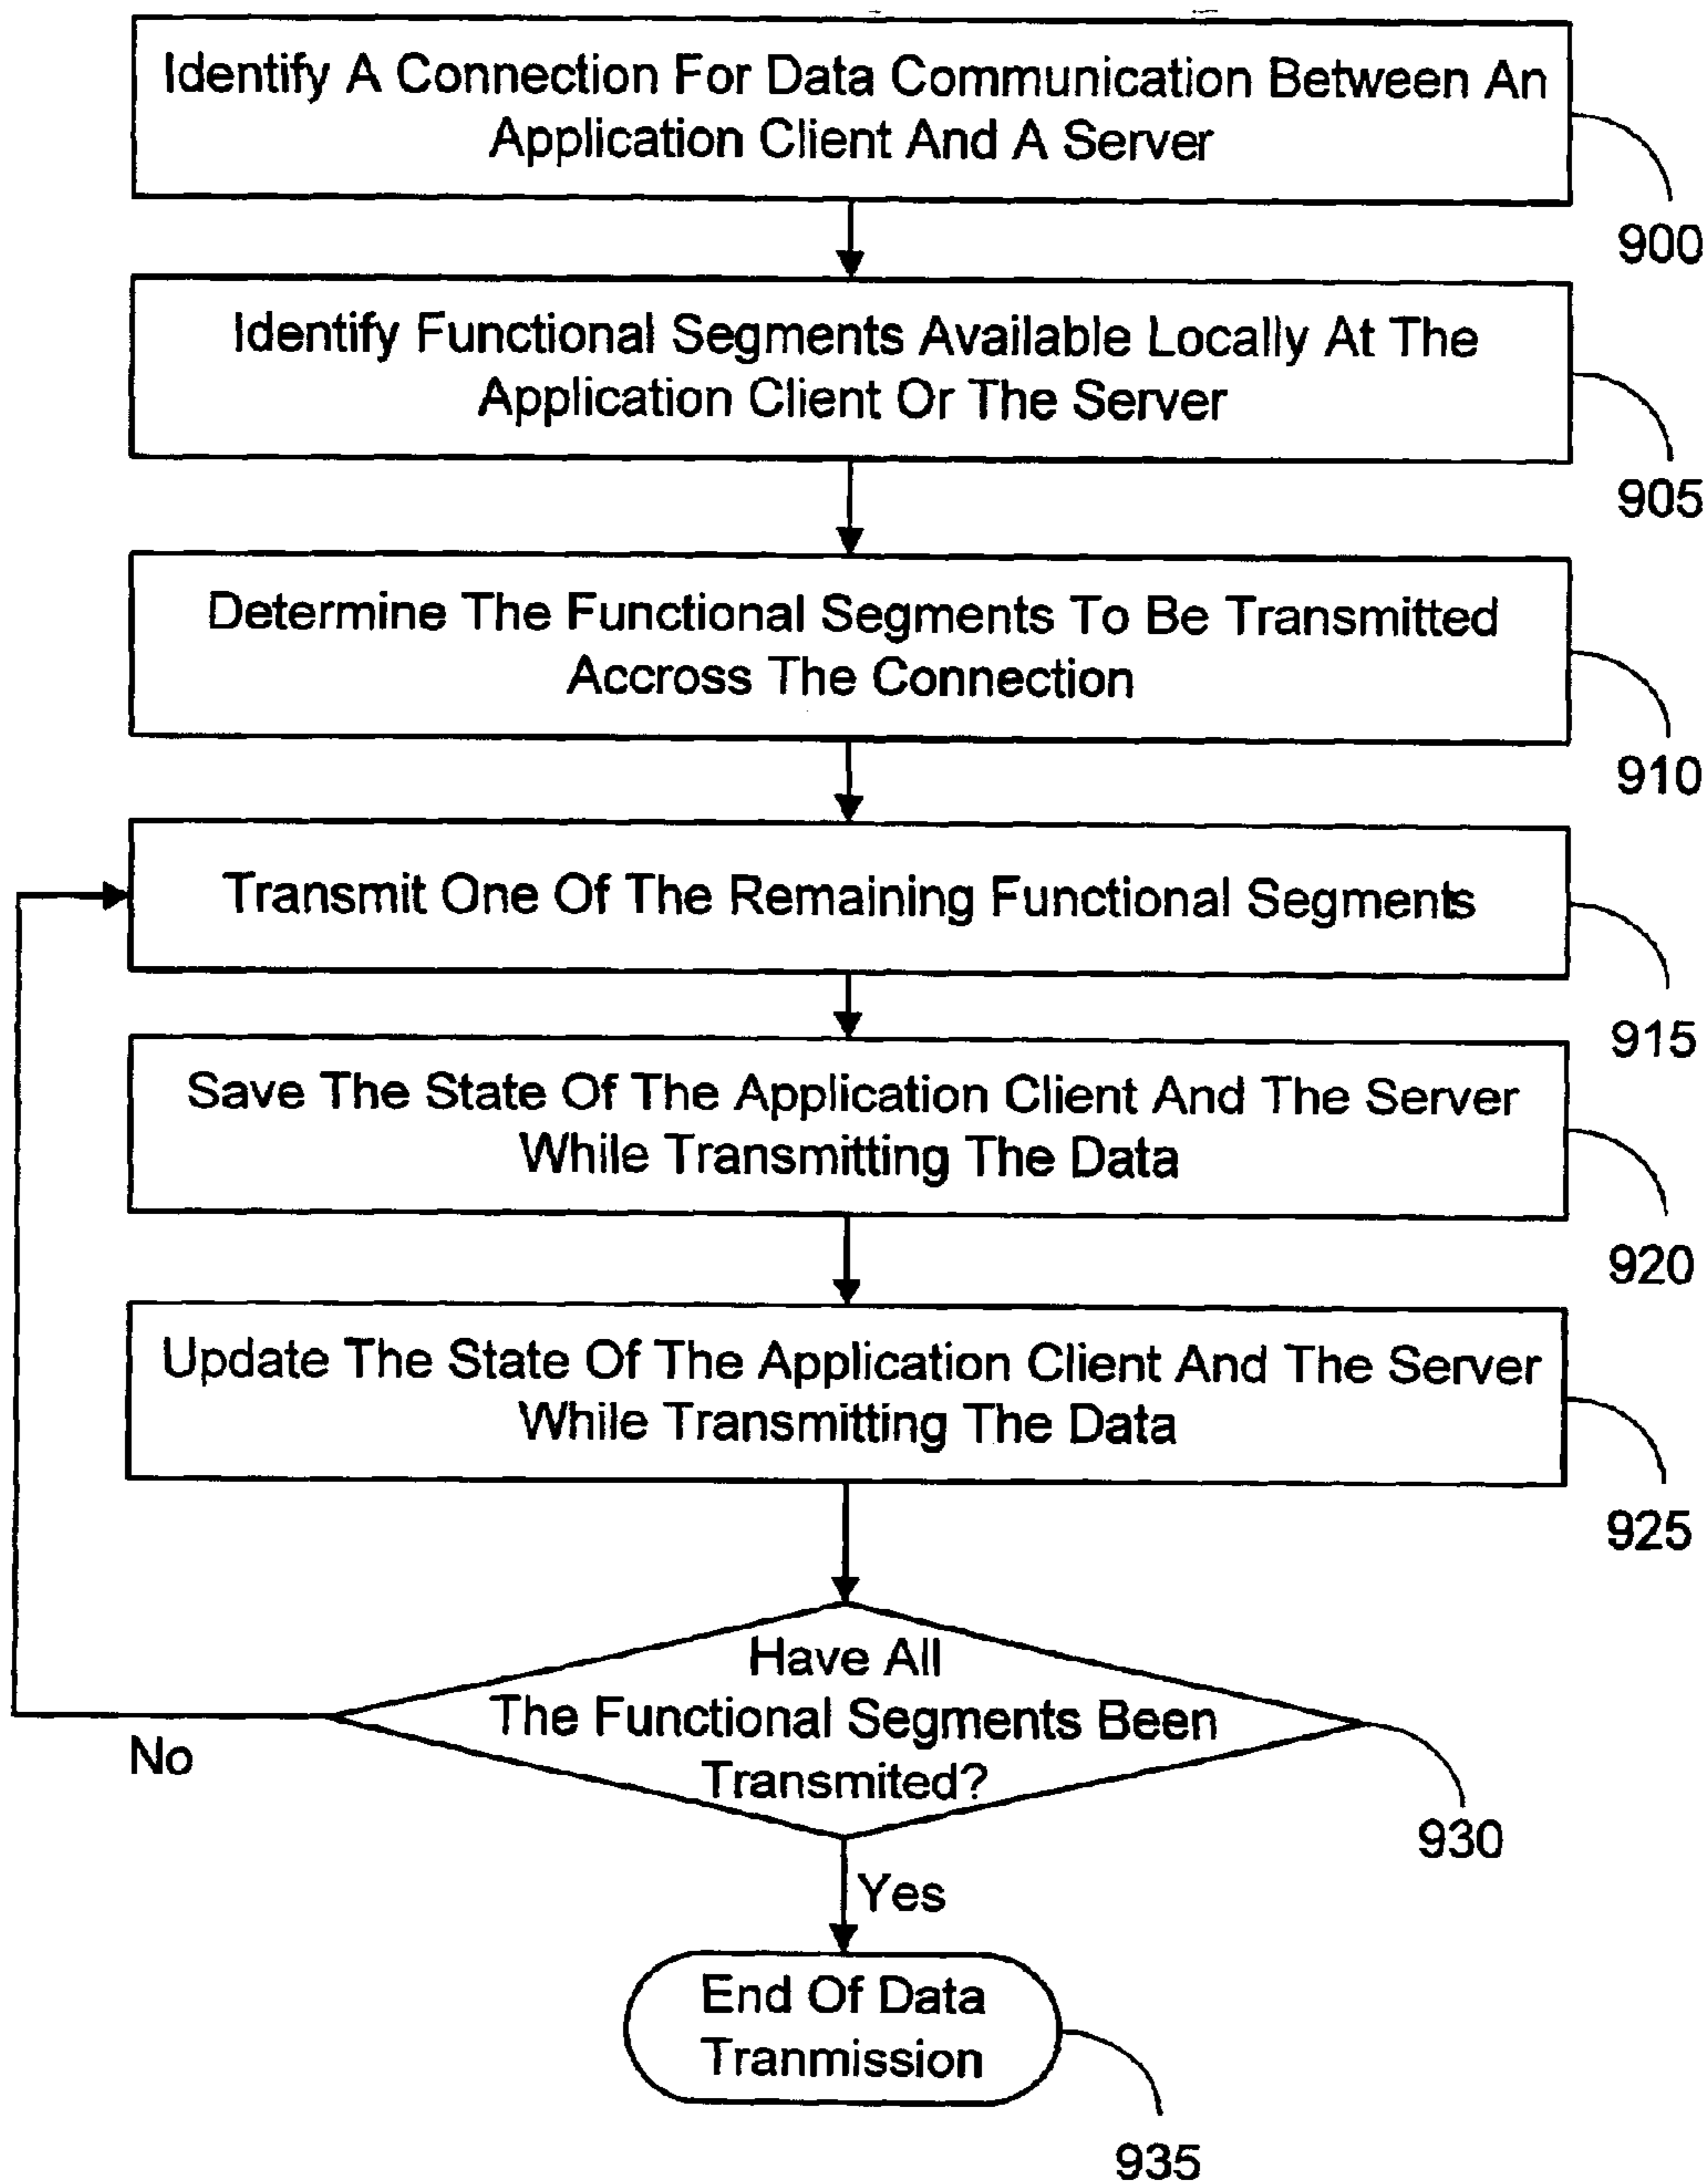 Identify A Connection For Data Communication Between An
Application Client And A Server
900
Identify Functional Segments Available Locally At The
Application Client Or The Server
905
Determine The Functional Segments To Be Transmitted
Accross The Connection
910
Transmit One Of The Remaining Functional Segments
915
Save The State Of The Application Client And The Server
While Transmitting The Data
920
Update The State Of The Application Client And The Server
While Transmitting The Data
925
Have All
The Functional Segments Been
Transmited?
No
930
Yes
End Of Data
Tranmission
935